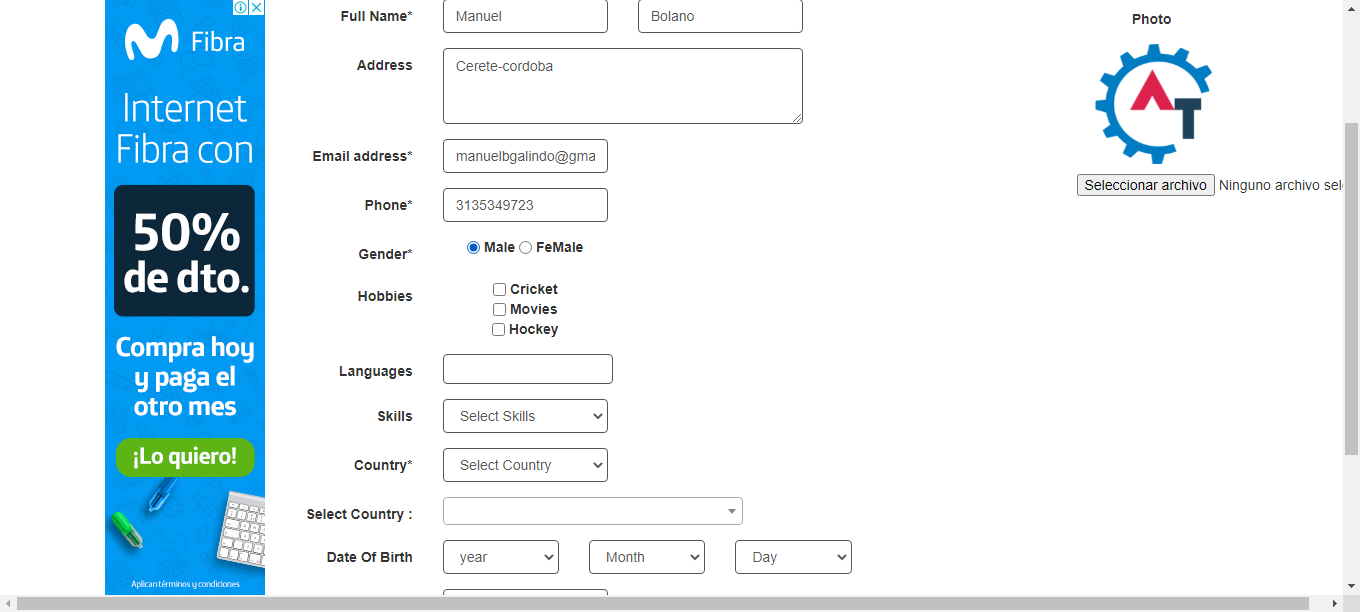 Fibra
Internet
Fibra con
50%
de dto.
Compra hoy
y paga el
otro mes
¡Lo quiero!
Aplican términos y condiciones
Full Name*
Manuel
Bolano
Address
Cerete-cordoba
Email address*
manuelbgalindo@gma
Phone*
3135349723
Gender*
Male
FeMale
Hobbies
Cricket
Movies
Hockey
Languages
Skills
Select Skills
Country*
Select Country
Select Country :
Date Of Birth
year
Month
Day
Photo
AT
Seleccionar archivo
Ninguno archivo sel